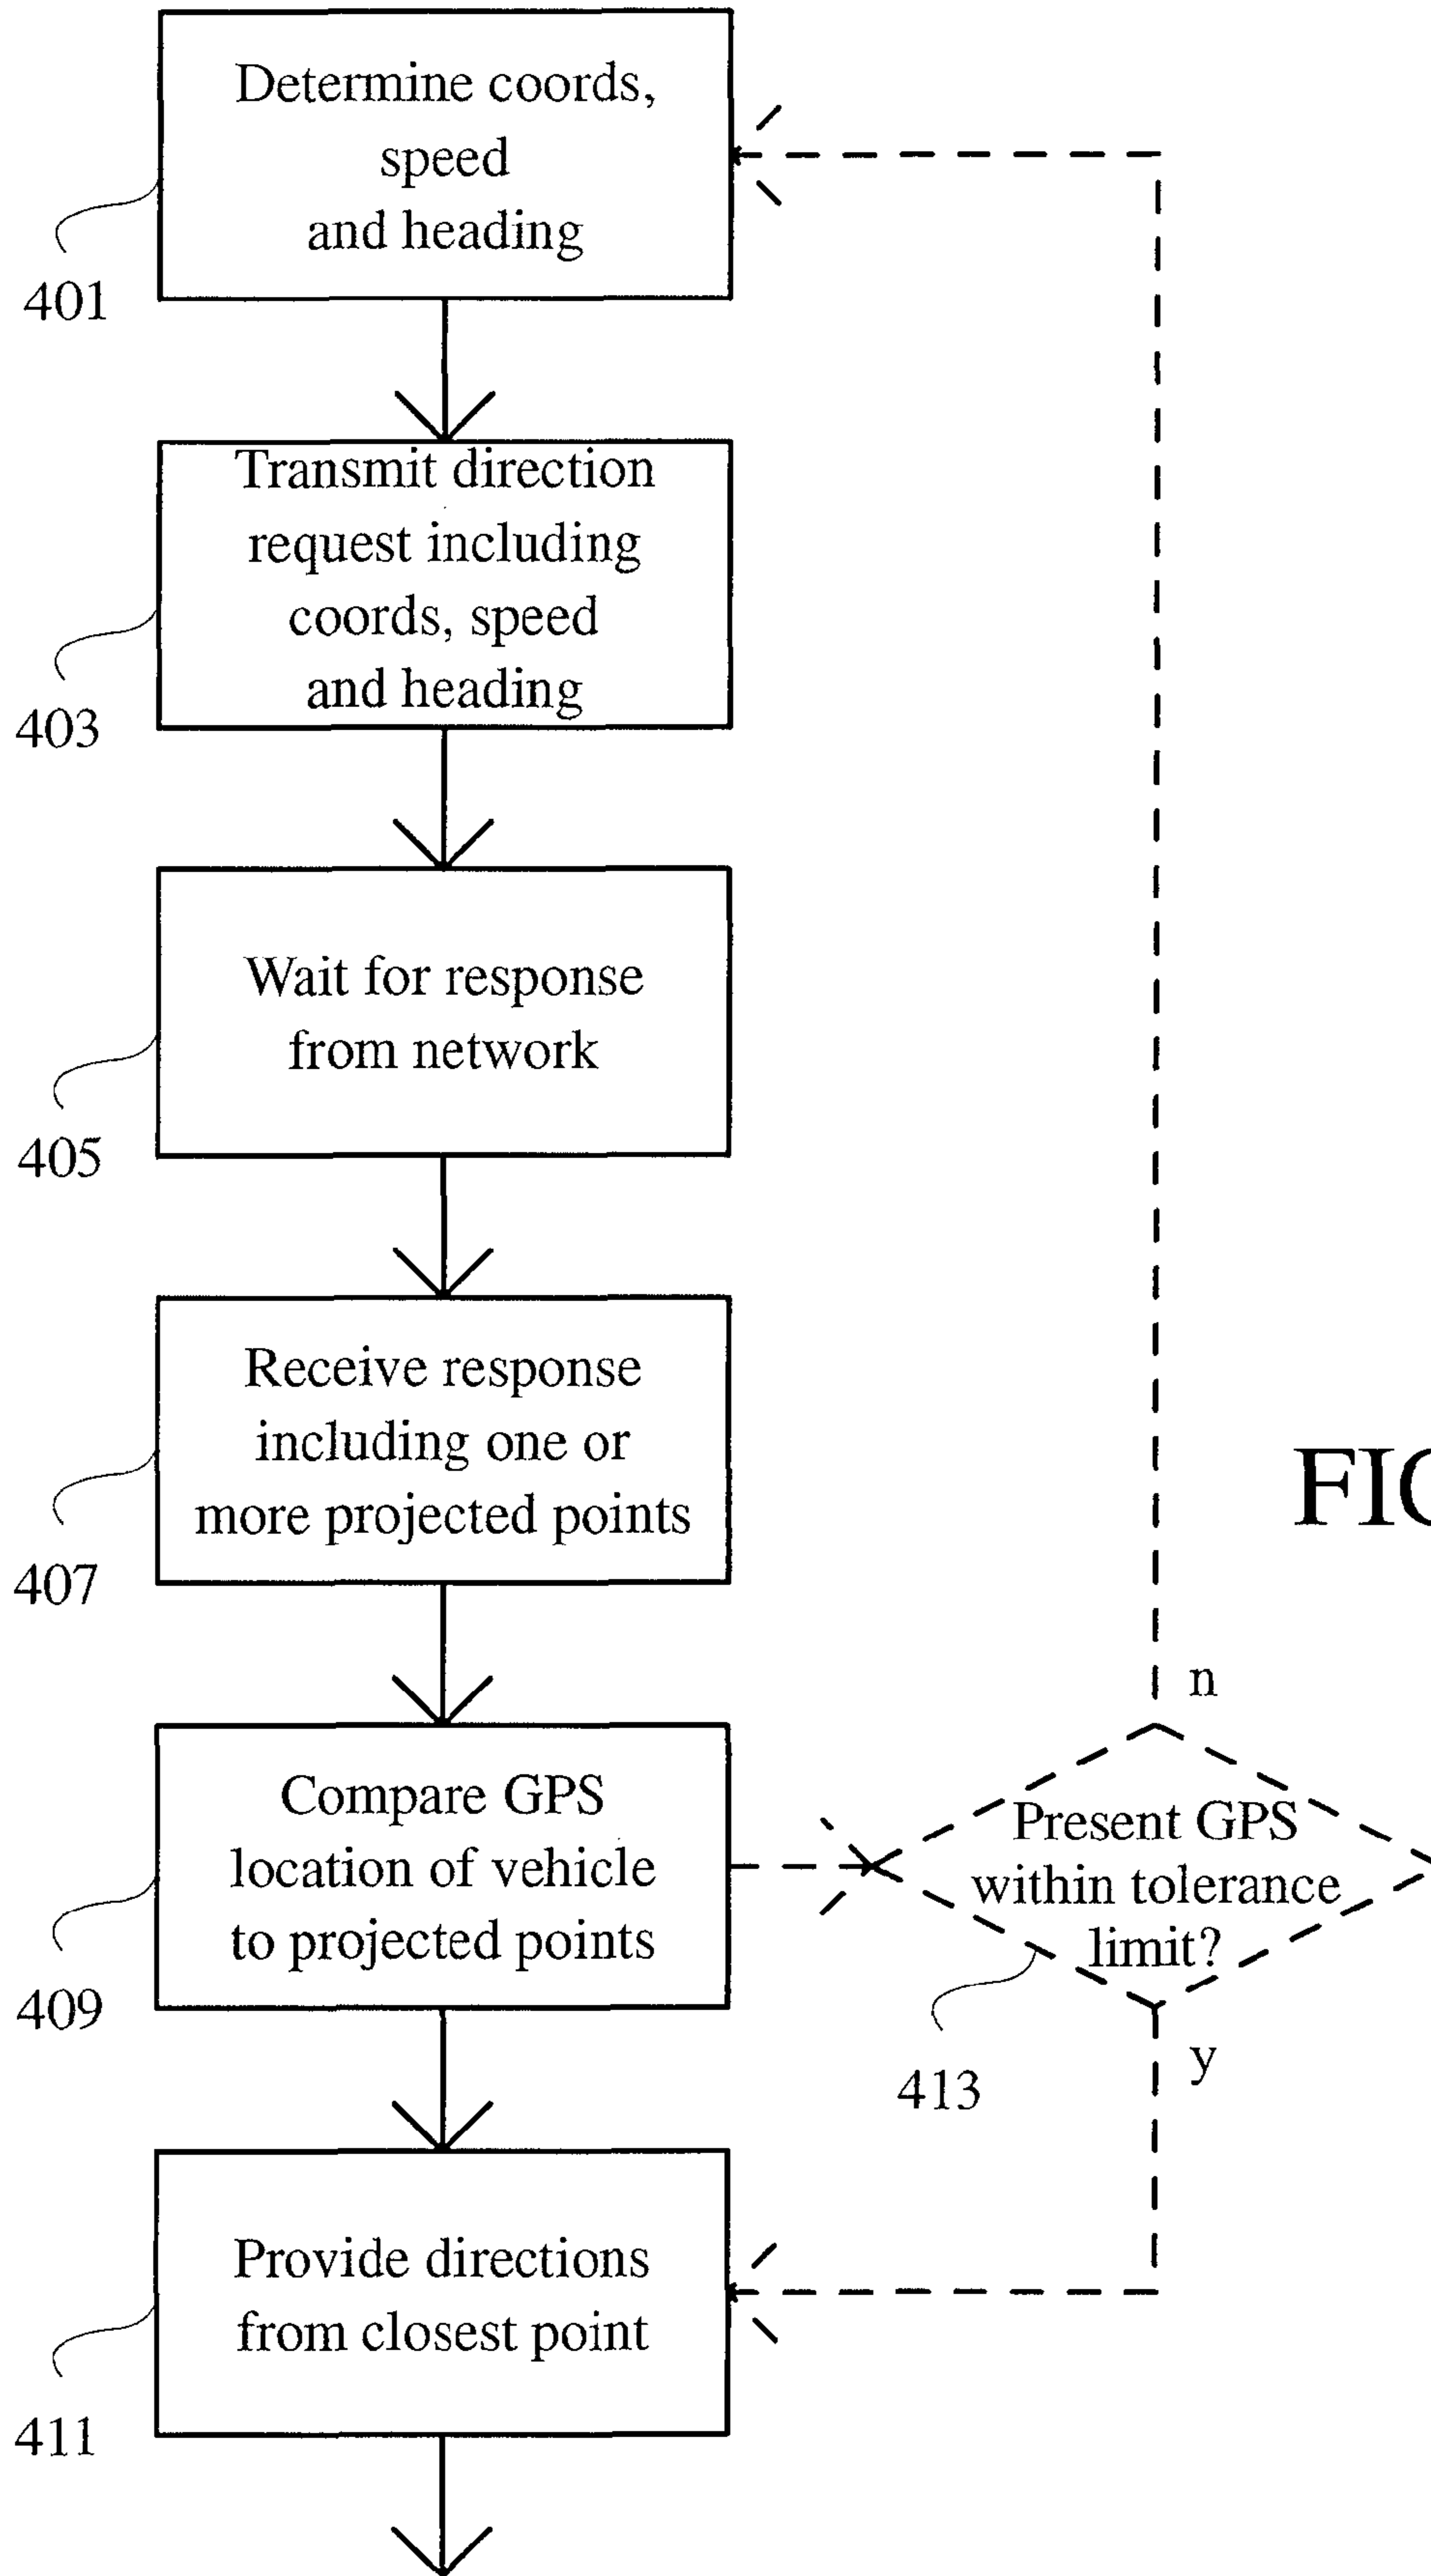 Determine coords,
speed
and heading
401
Transmit direction
request including
coords, speed
and heading
403
Wait for response
from network
405
Receive response
including one or
more projected points
407
n
Compare GPS
location of vehicle
to projected points
409
Present GPS
within tolerance
limit?
413
y
Provide directions
from closest point
411